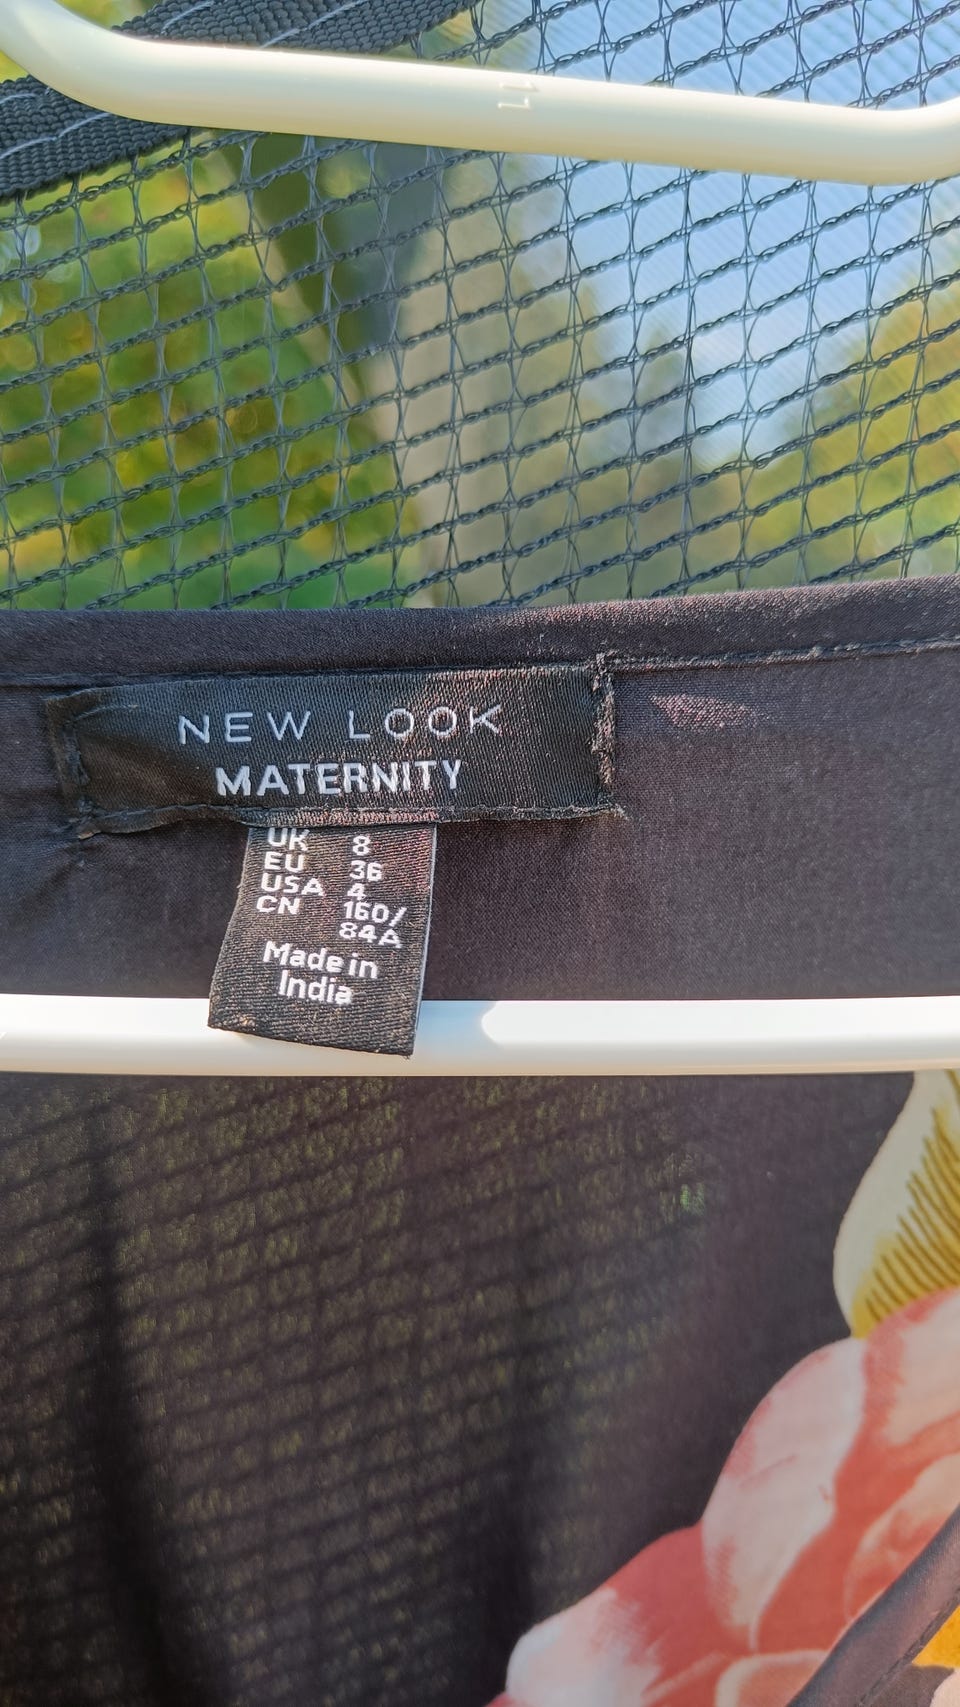 NEW LOOK
MATERNITY
UK 8
EU 36
USA 4
CN 160/
84A
Made in
India